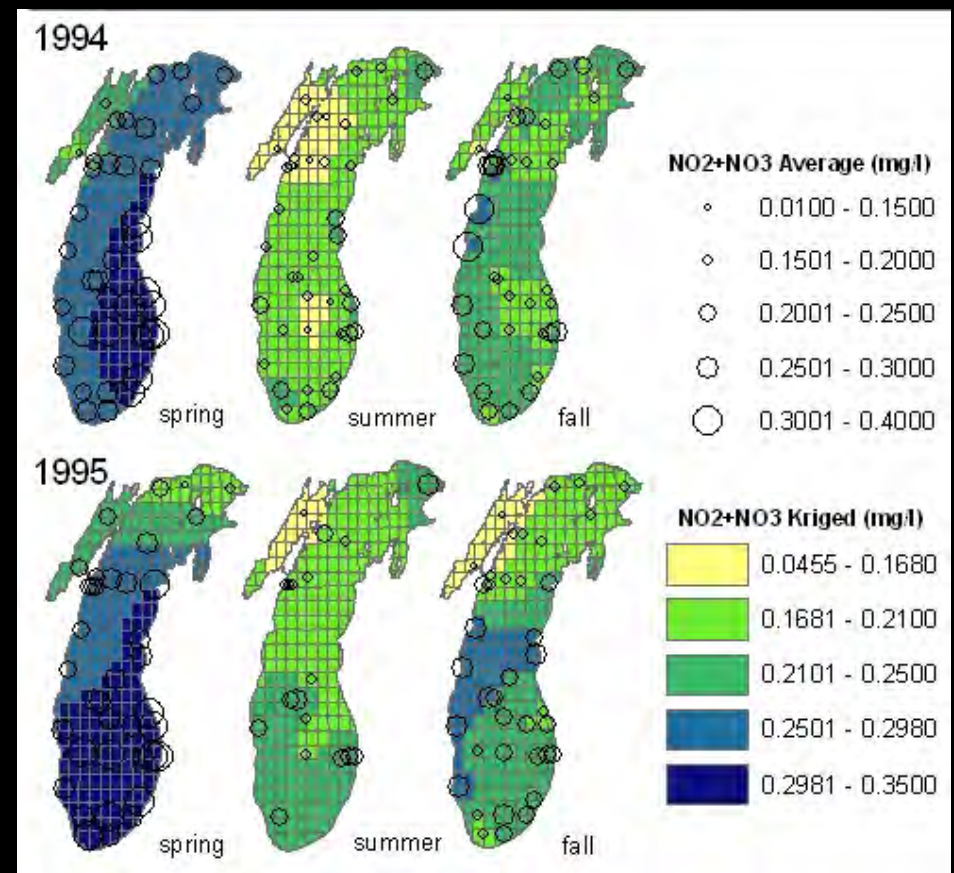 1994
spring
summer
fall
NO2+NO3 Average (mg/l)
0.0100 - 0.1500
0.1501 - 0.2000
0.2001 - 0.2500
0.2501 - 0.3000
0.3001 - 0.4000
1995
spring
summer
fall
NO2+NO3 Kriged (mg/l)
0.0455 - 0.1680
0.1681 - 0.2100
0.2101 - 0.2500
0.2501 - 0.2980
0.2981 - 0.3500